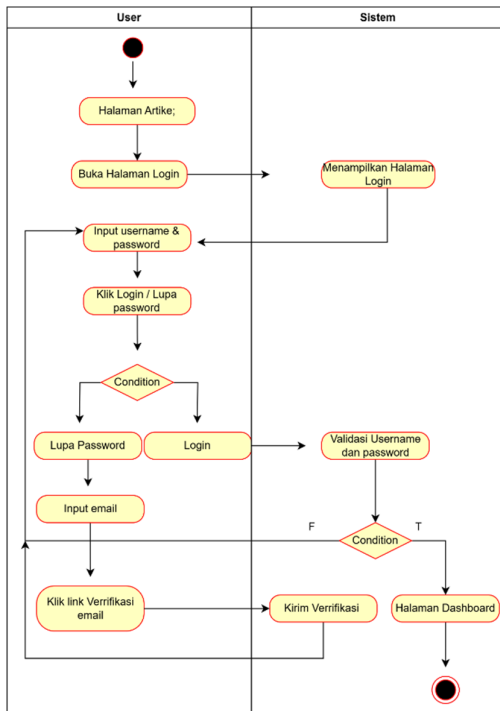 User
Sistem
Halaman Artike;
Buka Halaman Login
Menampilkan Halaman
Login
Input username &
password
Klik Login / Lupa
password
Condition
Lupa Password
Login
Validasi Username
dan password
Input email
F
T
Condition
Klik link Verrifikasi
email
Kirim Verrifikasi
Halaman Dashboard